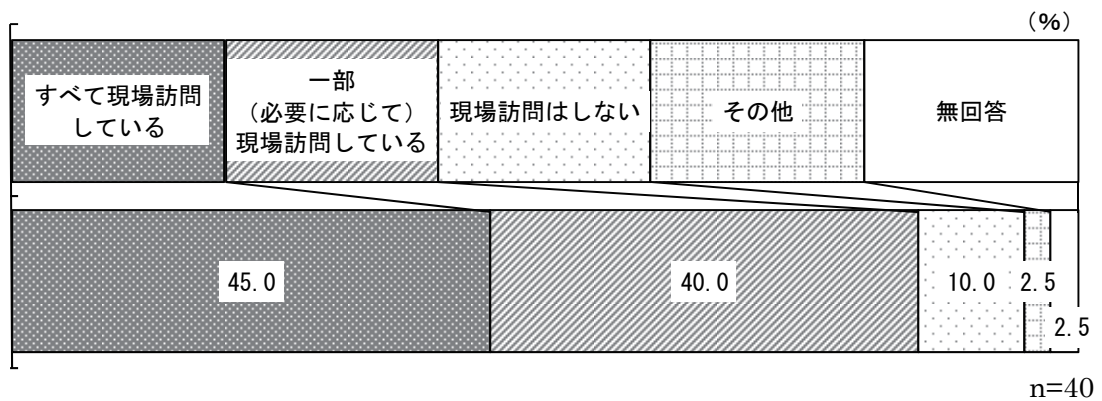 （％）
すべて現場訪問
している
一部
（必要に応じて）
現場訪問している
現場訪問はしない
その他
無回答
45.0
40.0
10.0
2.5
2.5
n=40